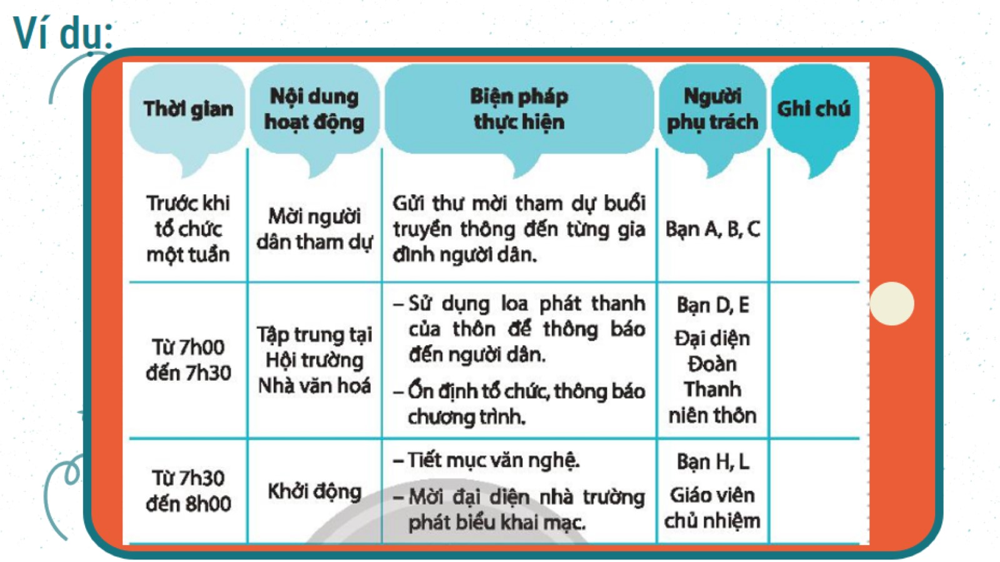 Ví dụ:
Thời gian
Nội dung
hoạt động
Biện pháp
thực hiện
Người
phụ trách
Ghi chú
Trước khi
tổ chức
một tuần
Mời người
dân tham dự
Gửi thư mời tham dự buổi
truyền thông đến từng gia
đình người dân.
Bạn A, B, C
Từ 7h00
đến 7h30
Tập trung tại
Hội trường
Nhà văn hoá
– Sử dụng loa phát thanh
của thôn để thông báo
đến người dân.
– Ổn định tổ chức, thông báo
chương trình.
Bạn D, E
Đại diện
Đoàn
Thanh
niên thôn
Từ 7h30
đến 8h00
Khởi động
– Tiết mục văn nghệ.
– Mời đại diện nhà trường
phát biểu khai mạc.
Bạn H, L
Giáo viên
chủ nhiệm